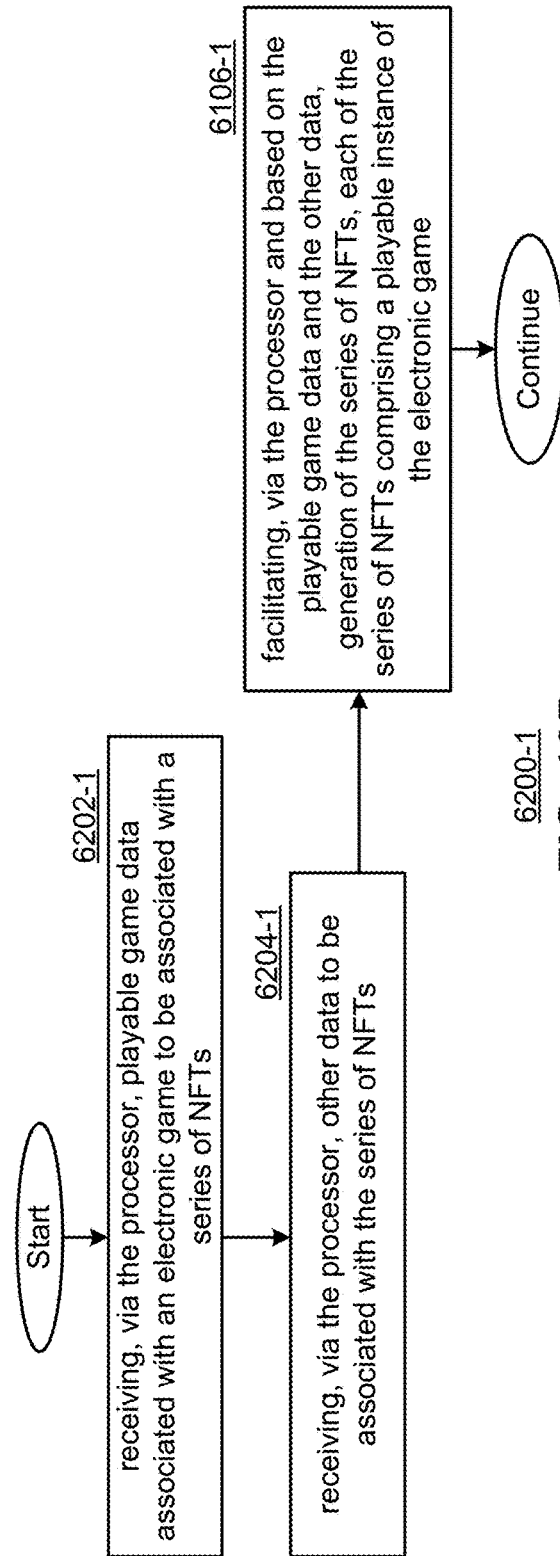 Start
6202-1
receiving, via the processor, playable game data
associated with an electronic game to be associated with a
series of NFTs
6204-1
receiving, via the processor, other data to be
associated with the series of NFTs
6106-1
facilitating, via the processor and based on the
playable game data and the other data,
generation of the series of NFTs, each of the
series of NFTs comprising a playable instance of
the electronic game
Continue
6200-1